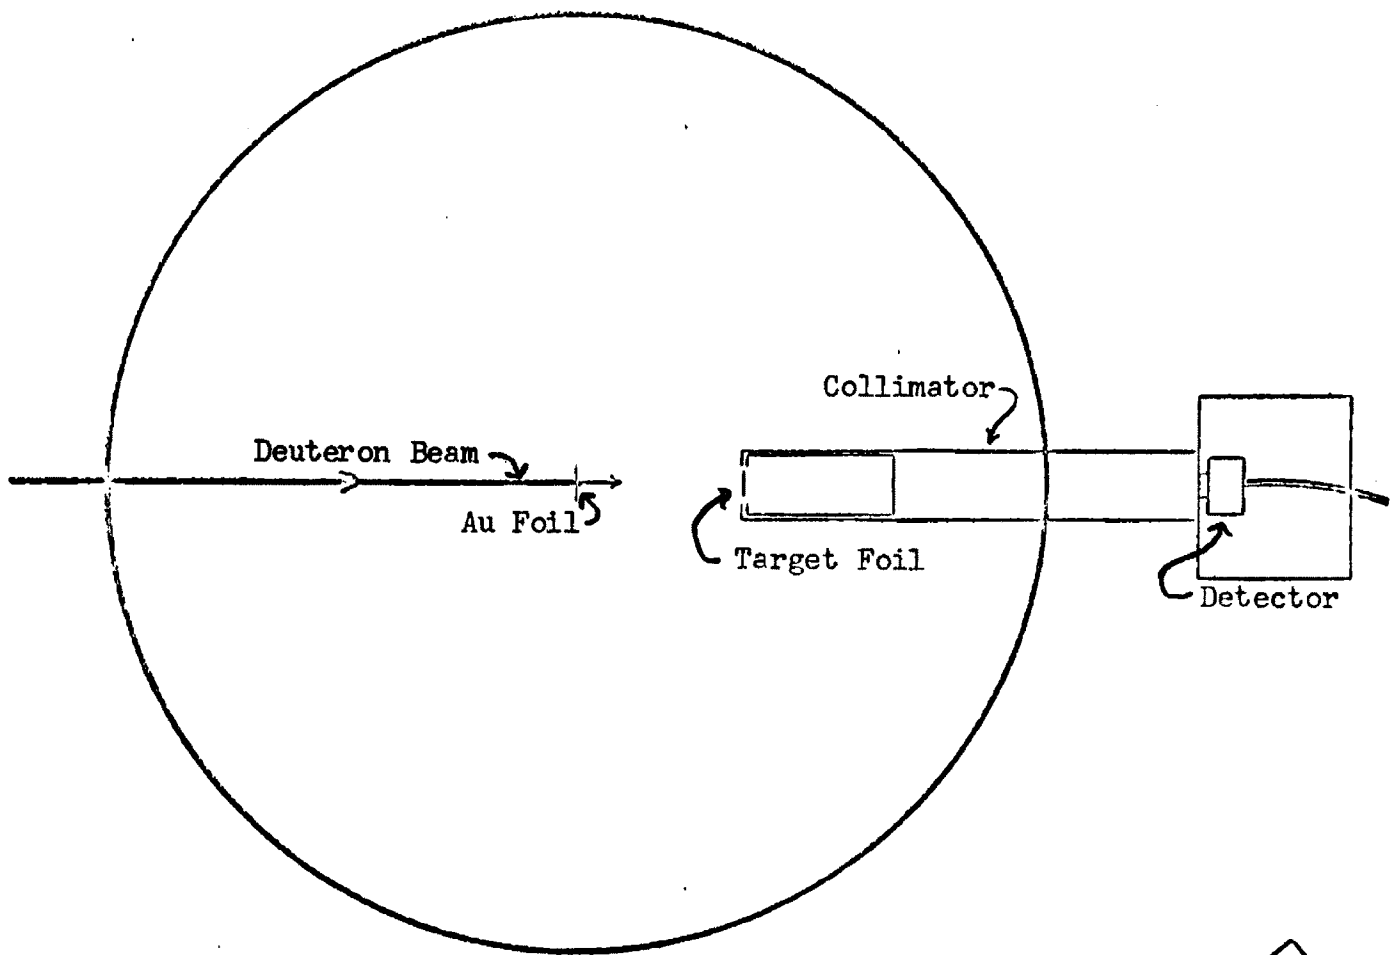 Collimator
Deuteron Beam
Au Foil
Target Foil
Detector